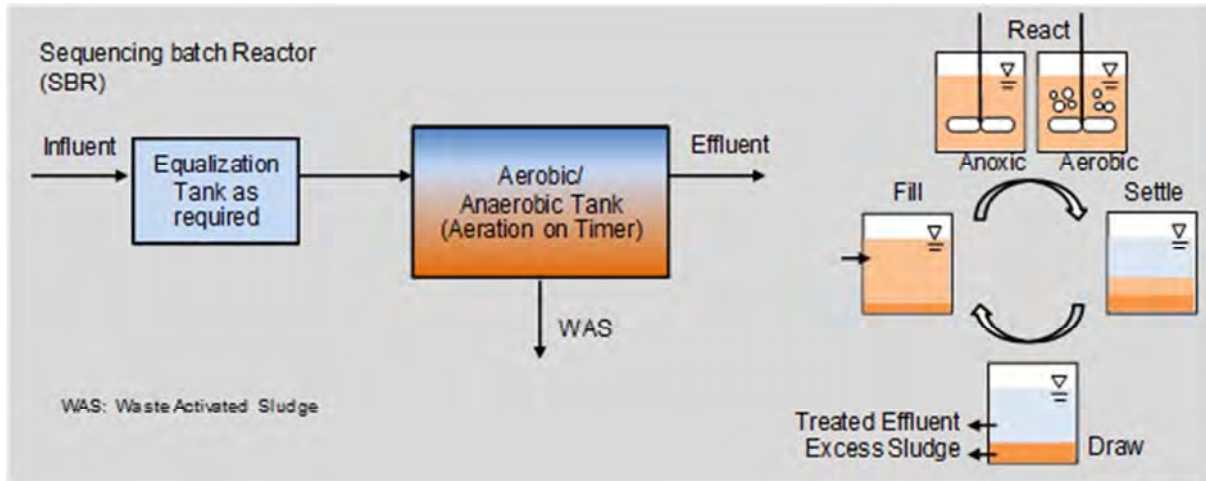 Sequencing batch Reactor
(SBR)
Influent
Equalization
Tank as
required
Aerobic/
Anaerobic Tank
(Aeration on Timer)
Effluent
WAS
WAS: Waste Activated Sludge
React
Anoxic
Aerobic
Fill
Settle
Treated Effluent
Excess Sludge
Draw